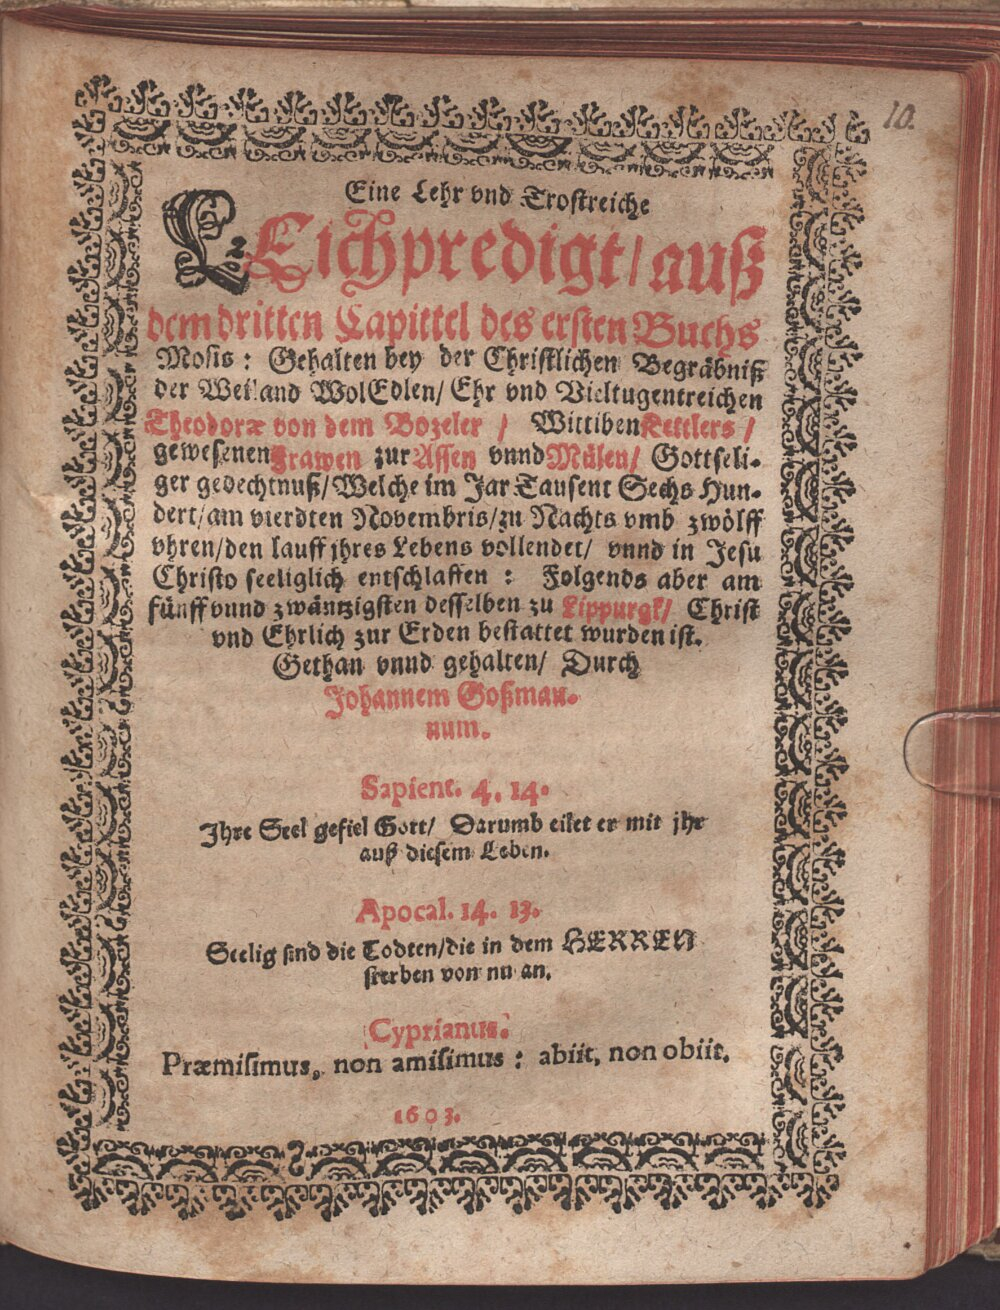 10.
Eine Lehr vnd Trostreiche
LEichpredigt / auß
dem dritten Capittel des ersten Buchs
Mosis: Gehalten bey der Christlichen Begräbniß
der Weiland WolEdlen / Ehr vnd Vieltugentreichen
Theodoræ von dem Bozeler / Wittiben Kettlers /
gewesenen Frawen zur Assen vnnd Mülen / Gottseli-
ger gedechtnuß / Welche im Jar Tausent Sechs Hun-
dert / am vierdten Novembris / zu Nachts vmb zwölff
vhren / den lauff jhres Lebens vollendet / vnnd in Jesu
Christo seeliglich entschlaffen: Folgends aber am
fünff vnnd zwäntzigsten desselben zu Lippurgk / Christ
vnd Ehrlich zur Erden bestattet wurden ist.
Gethan vnnd gehalten / Durch
Johannem Goßman-
num.
Sapient. 4. 14.
Jhre Seel gefiel Gott / Darumb eilet er mit jhr
auß diesem Leben.
Apocal. 14. 13.
Seelig sind die Todten / die in dem HERREN
sterben von nu an.
Cyprianus.
Præmisimus, non amisimus: abiit, non obiit.
1603.